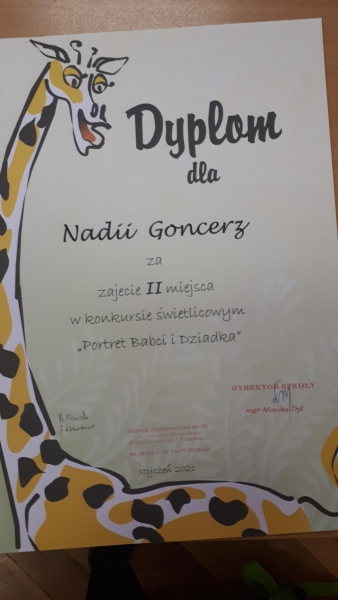 Dyplom
dla
Nadii Goncerz
za
zajęcie II miejsca
w konkursie świetlicowym
„Portret Babci i Dziadka"
DYREKTOR SZKOŁY
mgr Monika Dyl
styczeń 2021